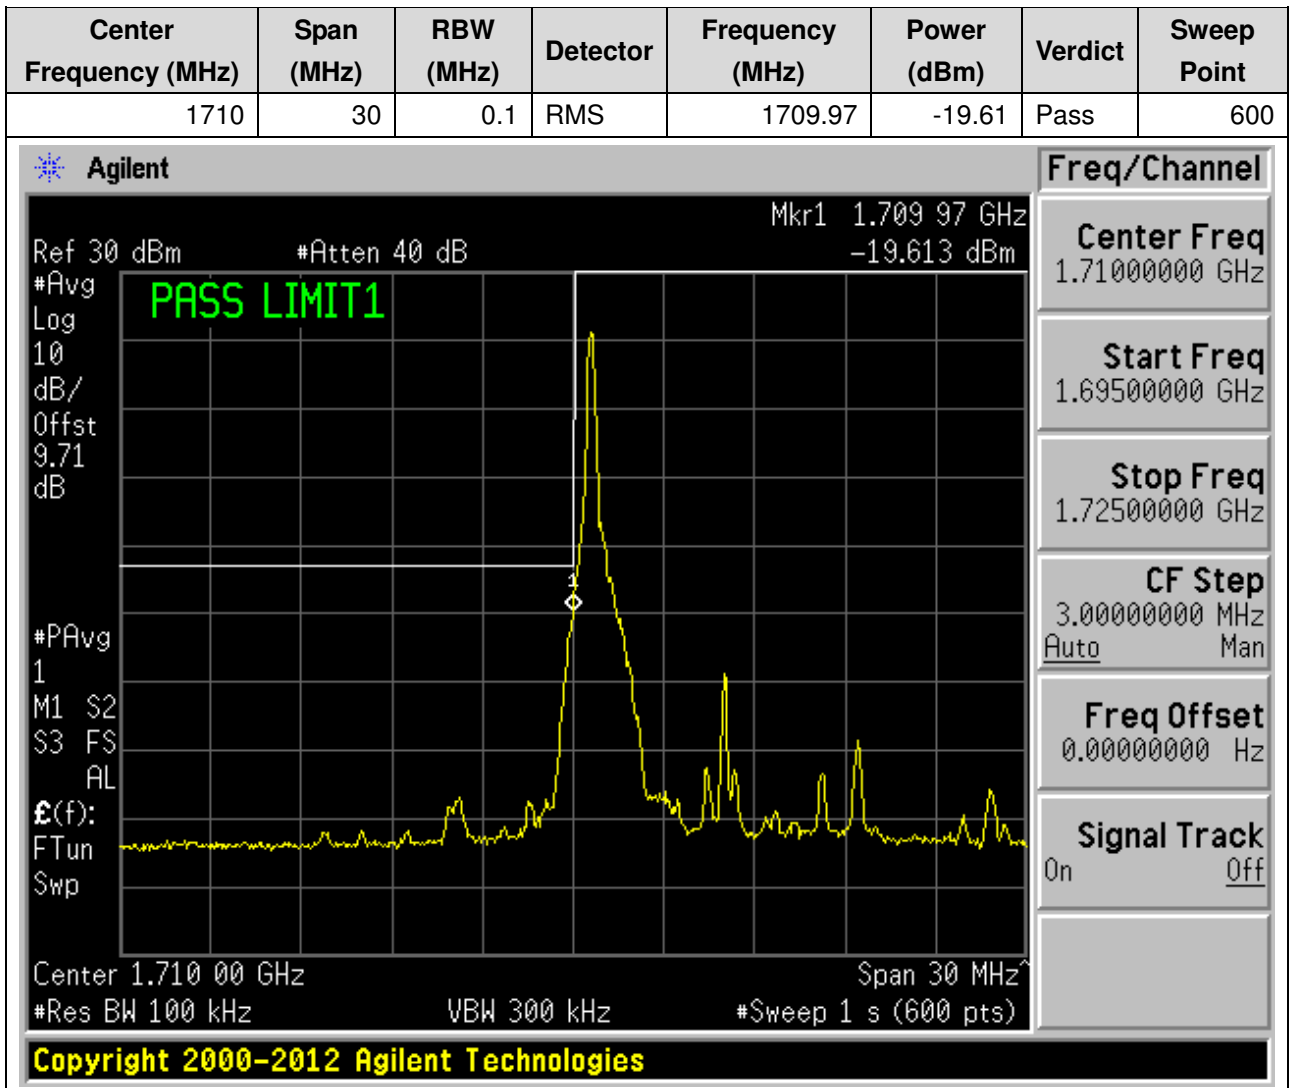 Center Frequency (MHz) Span (MHz) RBW (MHz) Detector Frequency (MHz) Power (dBm) Verdict Sweep Point
1710 30 0.1 RMS 1709.97 -19.61 Pass 600
Agilent
Freq/Channel
Mkr1 1.709 97 GHz
Ref 30 dBm #Atten 40 dB -19.613 dBm
#Avg
Log
10
dB/
Offst
9.71
dB
PASS LIMIT1
1
#PAvg
1
M1 S2
S3 FS
AL
£(f):
FTun
Swp
Center 1.710 00 GHz Span 30 MHz^
#Res BW 100 kHz VBW 300 kHz #Sweep 1 s (600 pts)
Center Freq
1.71000000 GHz
Start Freq
1.69500000 GHz
Stop Freq
1.72500000 GHz
CF Step
3.00000000 MHz
Auto Man
Freq Offset
0.00000000 Hz
Signal Track
On Off
Copyright 2000-2012 Agilent Technologies